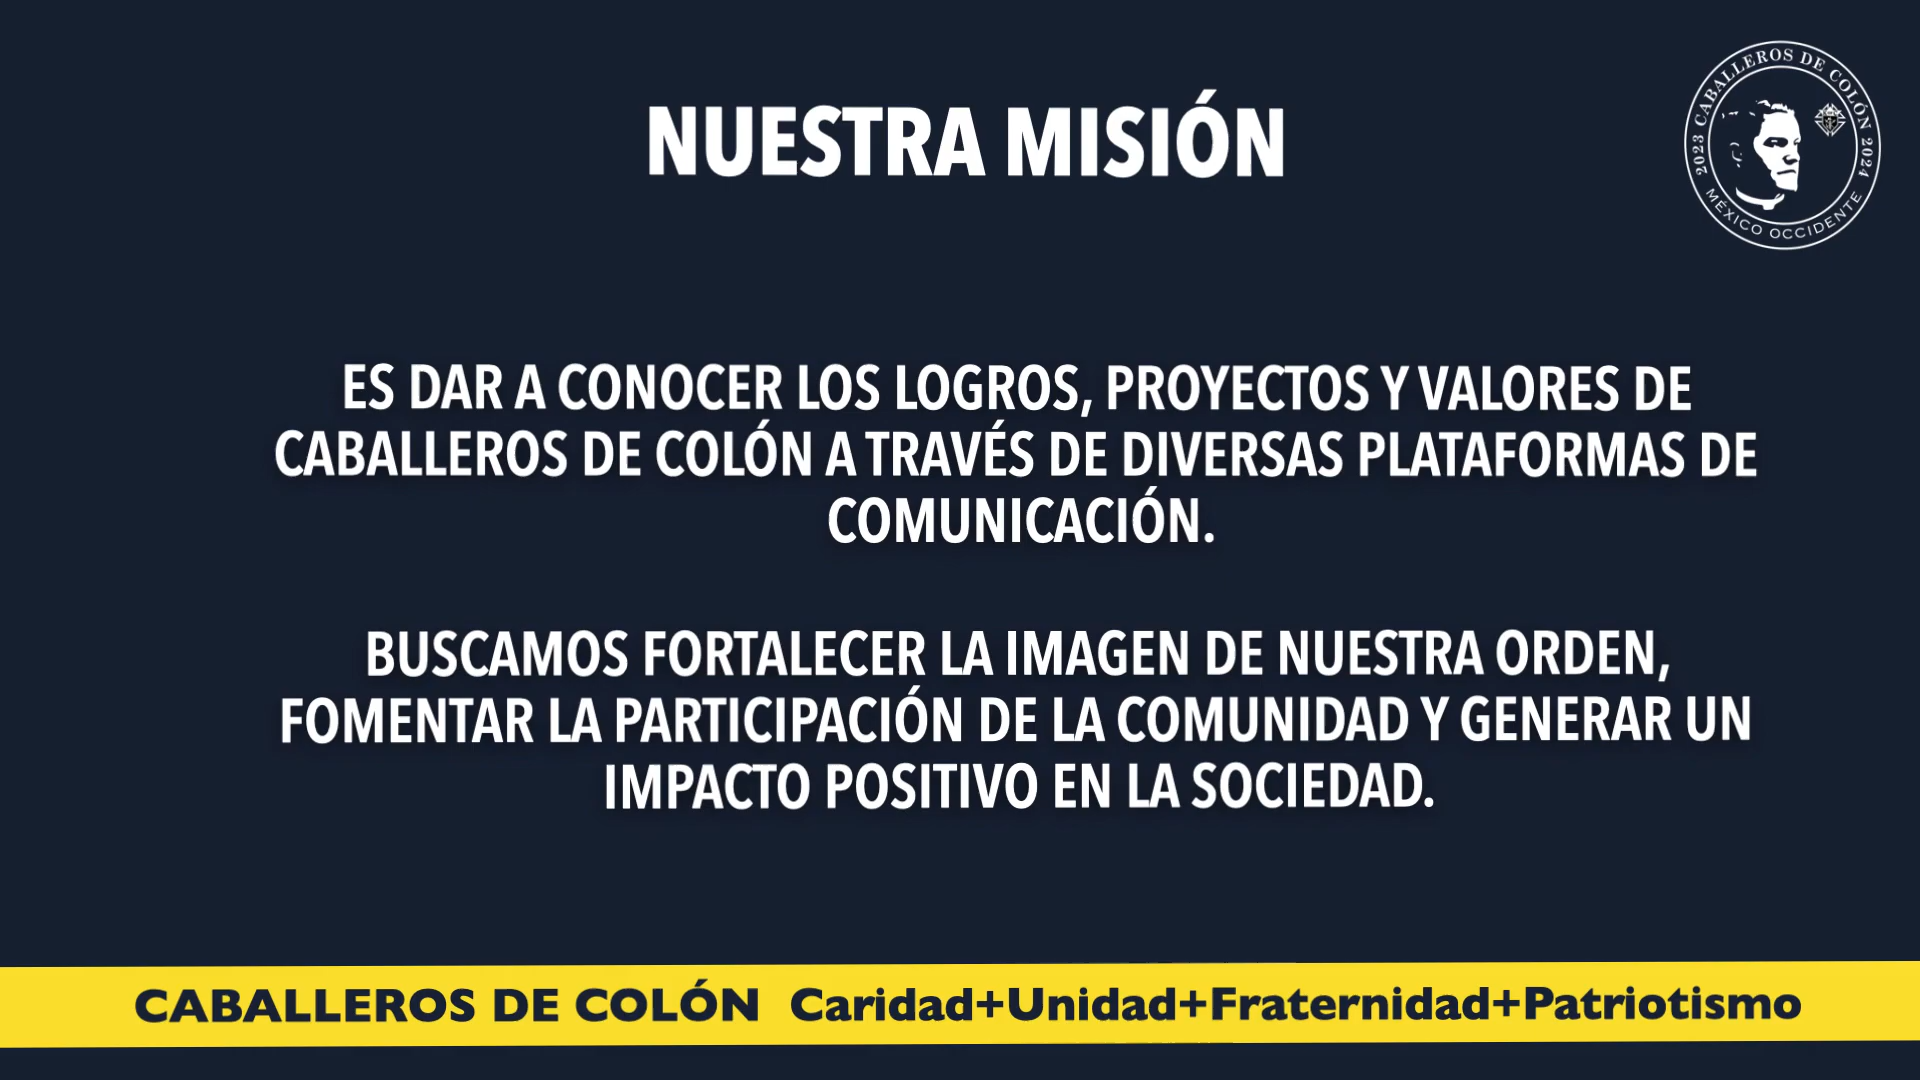 NUESTRA MISIÓN
2023 CABALLEROS DE COLÓN 2024
MÉXICO OCCIDENTE
ES DAR A CONOCER LOS LOGROS, PROYECTOS Y VALORES DE
CABALLEROS DE COLÓN A TRAVÉS DE DIVERSAS PLATAFORMAS DE
COMUNICACIÓN.
BUSCAMOS FORTALECER LA IMAGEN DE NUESTRA ORDEN,
FOMENTAR LA PARTICIPACIÓN DE LA COMUNIDAD Y GENERAR UN
IMPACTO POSITIVO EN LA SOCIEDAD.
CABALLEROS DE COLÓN Caridad+Unidad+Fraternidad+Patriotismo